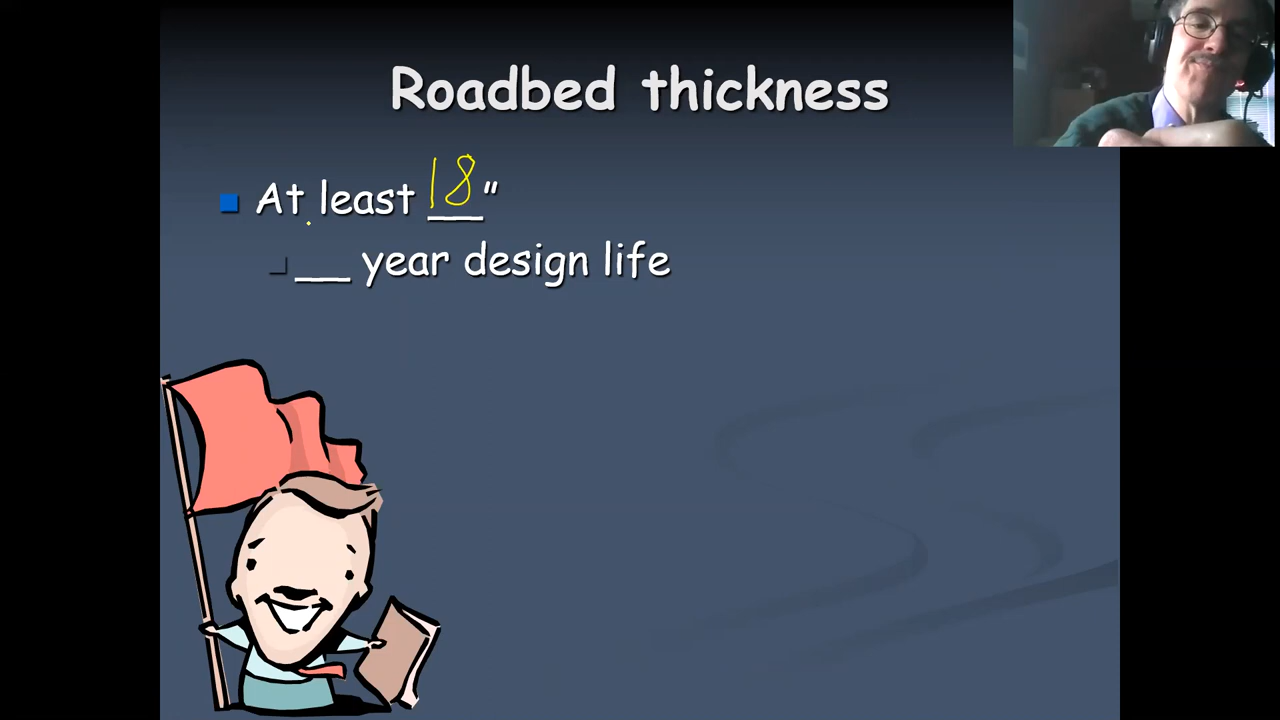 Roadbed thickness
At least 18”
__ year design life